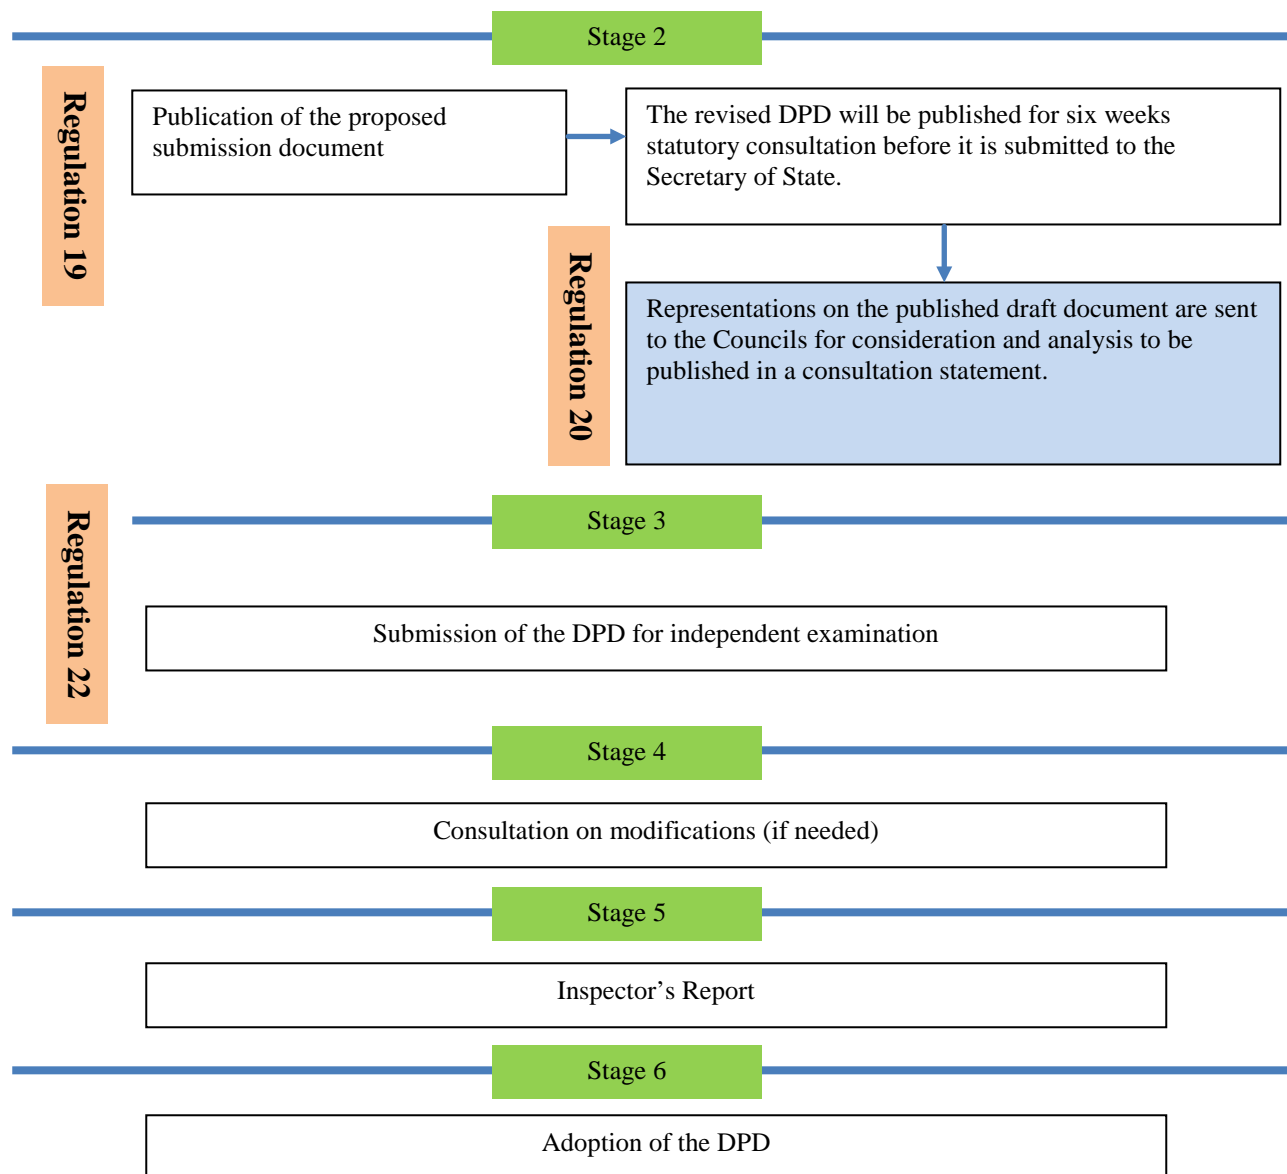 Stage 2
Regulation 19
Publication of the proposed
submission document
The revised DPD will be published for six weeks
statutory consultation before it is submitted to the
Secretary of State.
Regulation 20
Representations on the published draft document are sent
to the Councils for consideration and analysis to be
published in a consultation statement.
Regulation 22
Stage 3
Submission of the DPD for independent examination
Stage 4
Consultation on modifications (if needed)
Stage 5
Inspector’s Report
Stage 6
Adoption of the DPD